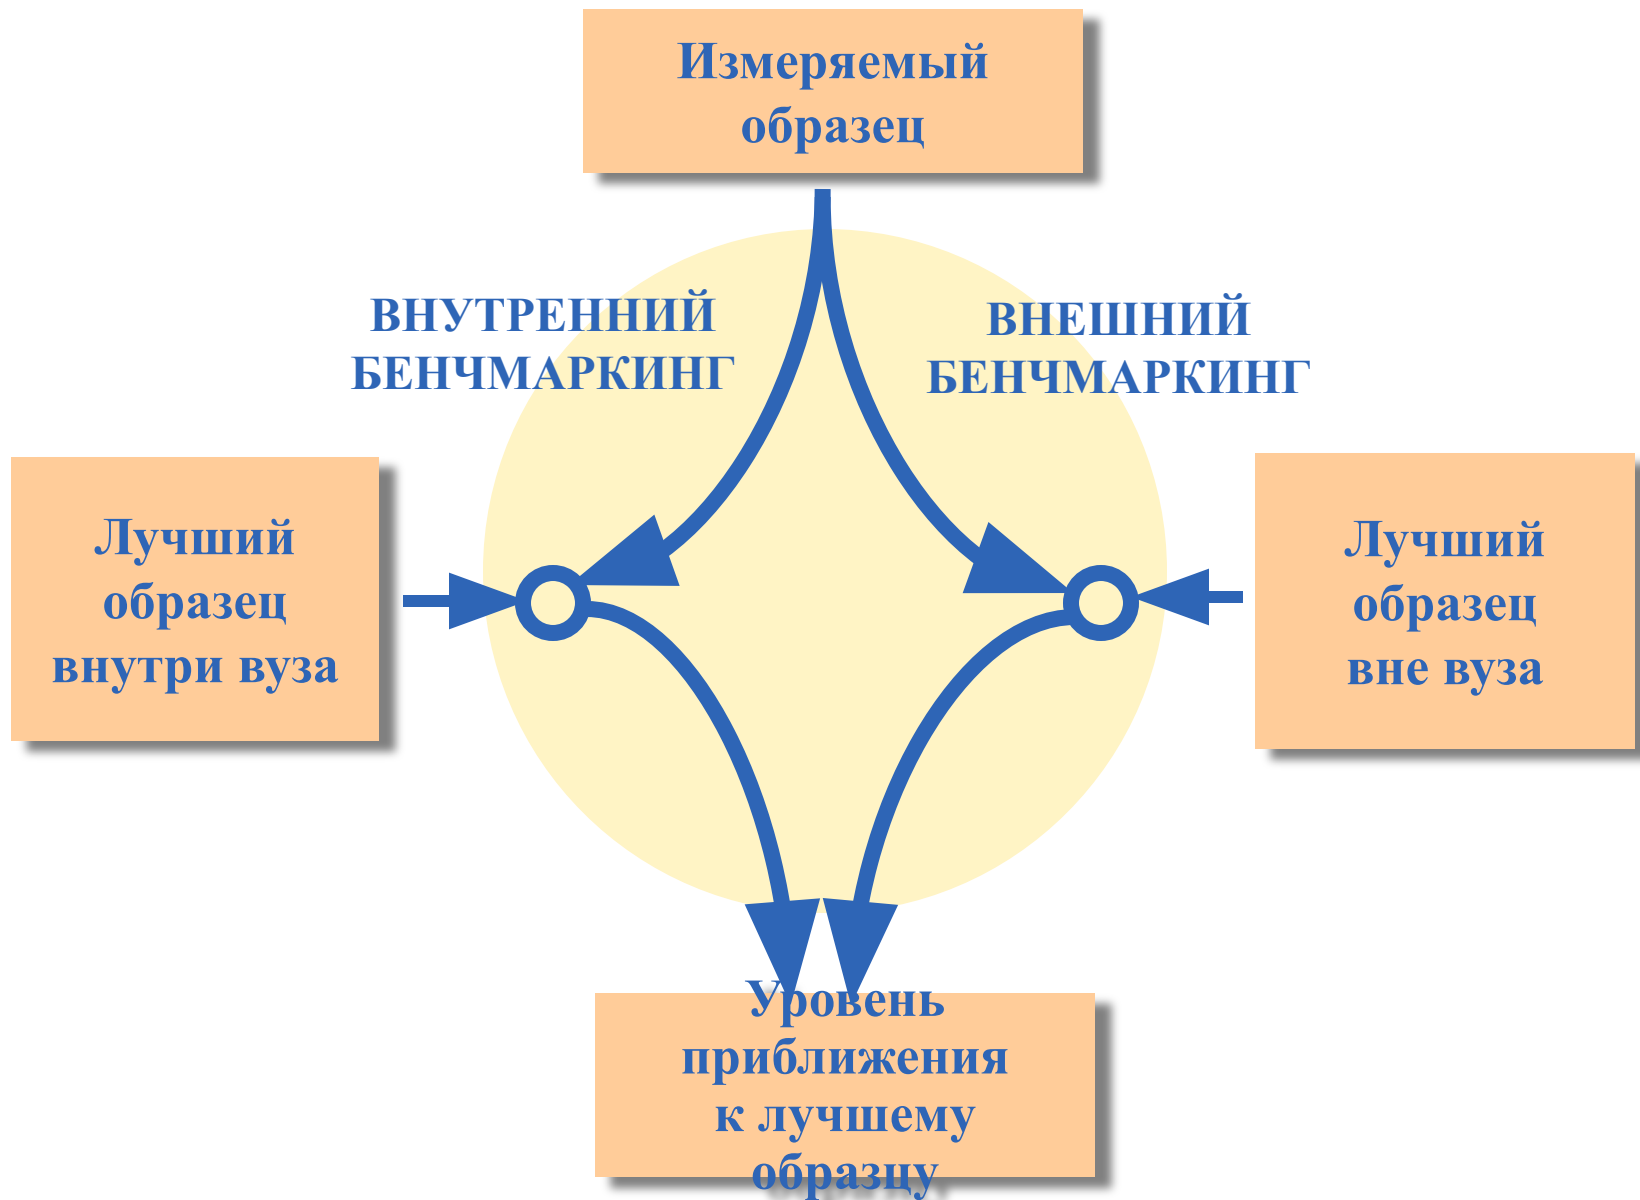 Измеряемый
образец
ВНУТРЕННИЙ
БЕНЧМАРКИНГ
ВНЕШНИЙ
БЕНЧМАРКИНГ
Лучший
образец
внутри вуза
Лучший
образец
вне вуза
Уровень
приближения
к лучшему
образцу